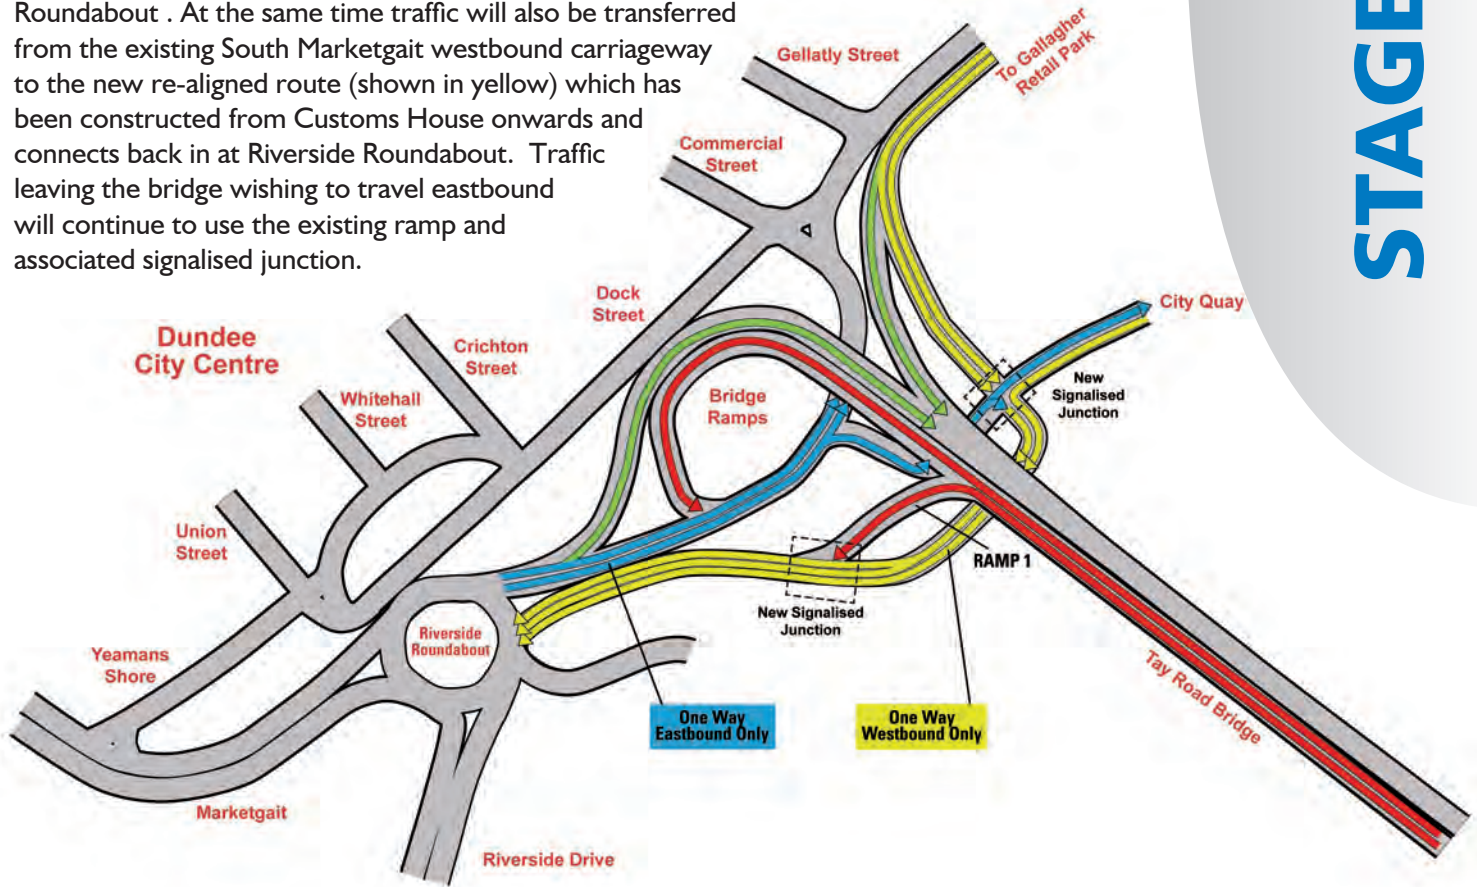 Roundabout . At the same time traffic will also be transferred
from the existing South Marketgait westbound carriageway
to the new re-aligned route (shown in yellow) which has
been constructed from Customs House onwards and
connects back in at Riverside Roundabout.  Traffic
leaving the bridge wishing to travel eastbound
will continue to use the existing ramp and
associated signalised junction.
STAGE
Gellatly Street
To Gallagher
Retail Park
Commercial
Street
Dock
Street
City Quay
Dundee
City Centre
Crichton
Street
Whitehall
Street
Bridge
Ramps
New
Signalised
Junction
Union
Street
RAMP 1
New Signalised
Junction
Riverside
Roundabout
Yeamans
Shore
Tay Road Bridge
One Way
Eastbound Only
One Way
Westbound Only
Marketgait
Riverside Drive